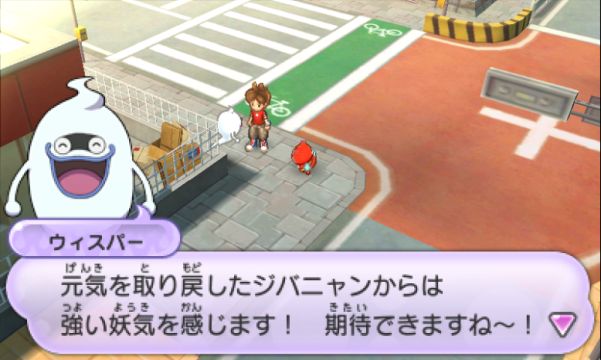 ウィスパー
元気を取り戻したジバニャンからは
強い妖気を感じます！　期待できますね～！